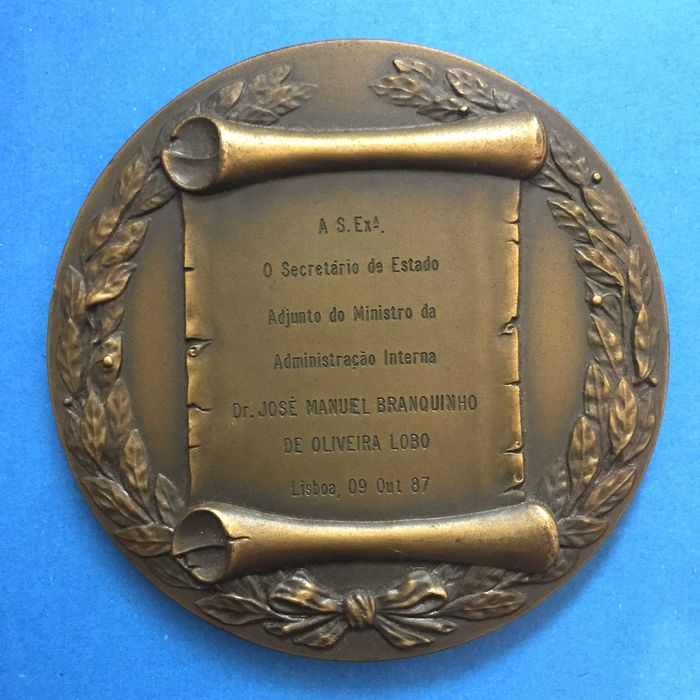 A S. Exª.
O Secretário de Estado
Adjunto do Ministro da
Administração Interna
Dr. JOSÉ MANUEL BRANQUINHO
DE OLIVEIRA LOBO
Lisboa, 09 Out 87